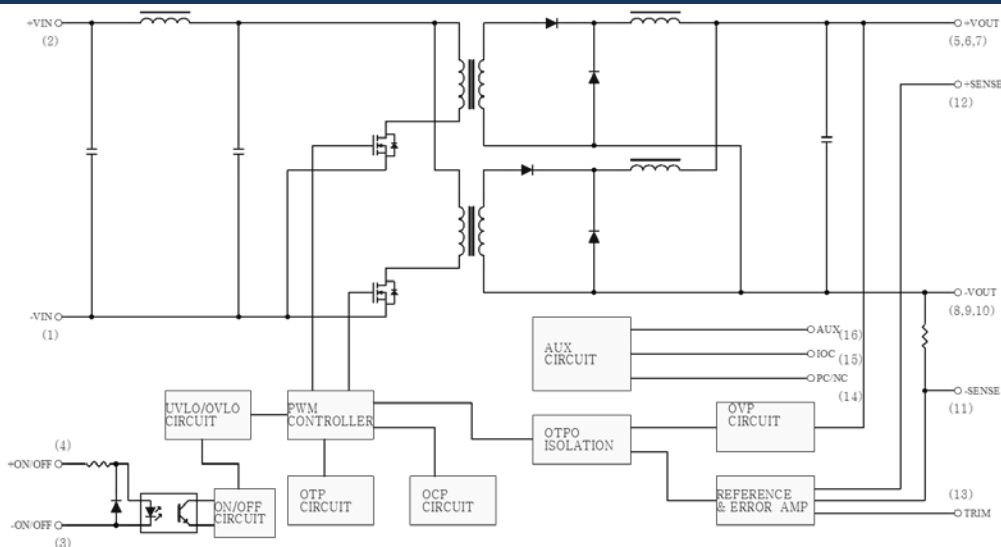 +VIN
(2)
+VOUT
(5,6,7)
+SENSE
(12)
-VIN
(1)
-VOUT
(8,9,10)
AUX
CIRCUIT
AUX
(16)
IOC
(15)
PC/NC
(14)
-SENSE
(11)
UVLO/OVLO
CIRCUIT
PWM
CONTROLLER
OTPO
ISOLATION
OVP
CIRCUIT
(4)
+ON/OFF
-ON/OFF
(3)
ON/OFF
CIRCUIT
OTP
CIRCUIT
OCP
CIRCUIT
REFERENCE
& ERROR AMP
(13)
TRIM